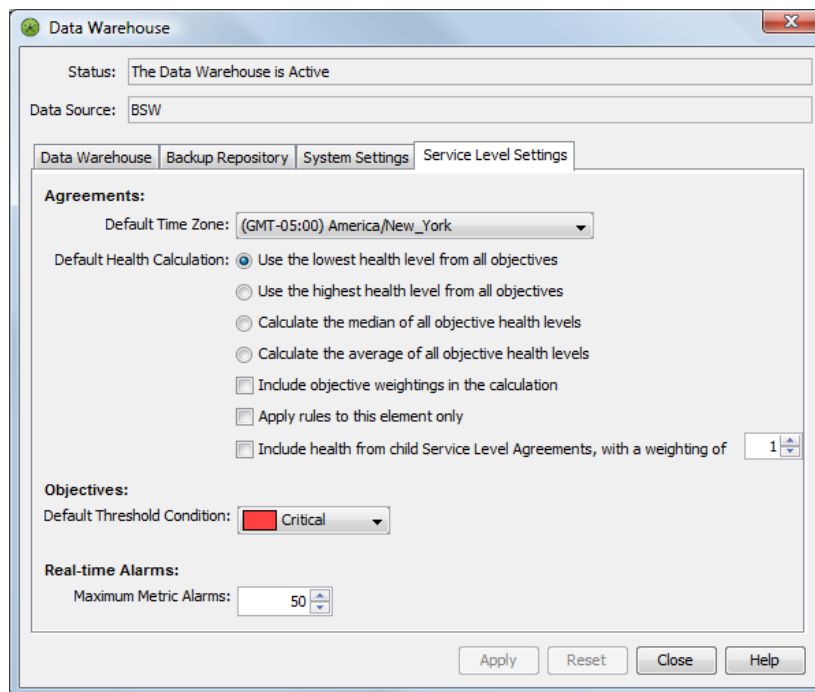 Data Warehouse
Status: The Data Warehouse is Active
Data Source: BSW
Data Warehouse Backup Repository System Settings Service Level Settings
Agreements:
Default Time Zone: (GMT-05:00) America/New_York
Default Health Calculation: Use the lowest health level from all objectives
Use the highest health level from all objectives
Calculate the median of all objective health levels
Calculate the average of all objective health levels
Include objective weightings in the calculation
Apply rules to this element only
Include health from child Service Level Agreements, with a weighting of 1
Objectives:
Default Threshold Condition: Critical
Real-time Alarms:
Maximum Metric Alarms: 50
Apply Reset Close Help